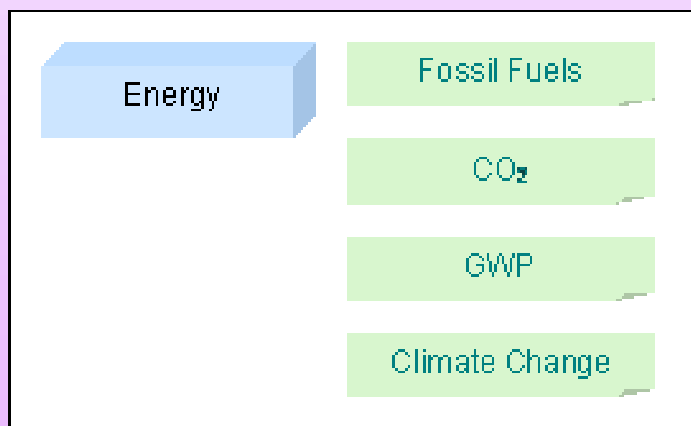 Energy
Fossil Fuels
CO₂
GWP
Climate Change